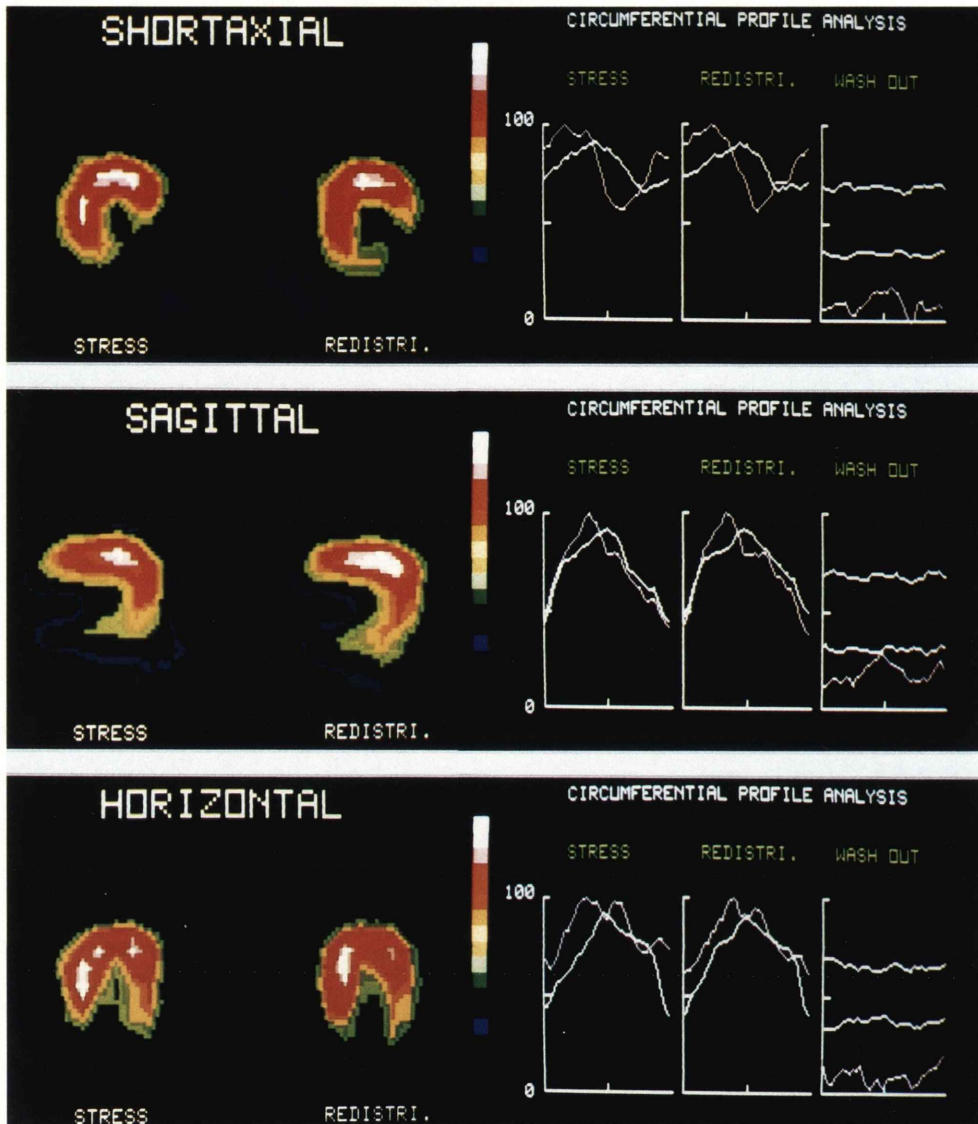 SHORTAXIAL
CIRCUMFERENTIAL PROFILE ANALYSIS
STRESS REDISTRI. WASH OUT
100
0
STRESS REDISTRI.
SAGITTAL
CIRCUMFERENTIAL PROFILE ANALYSIS
STRESS REDISTRI. WASH OUT
100
0
STRESS REDISTRI.
HORIZONTAL
CIRCUMFERENTIAL PROFILE ANALYSIS
STRESS REDISTRI. WASH OUT
100
0
STRESS REDISTRI.